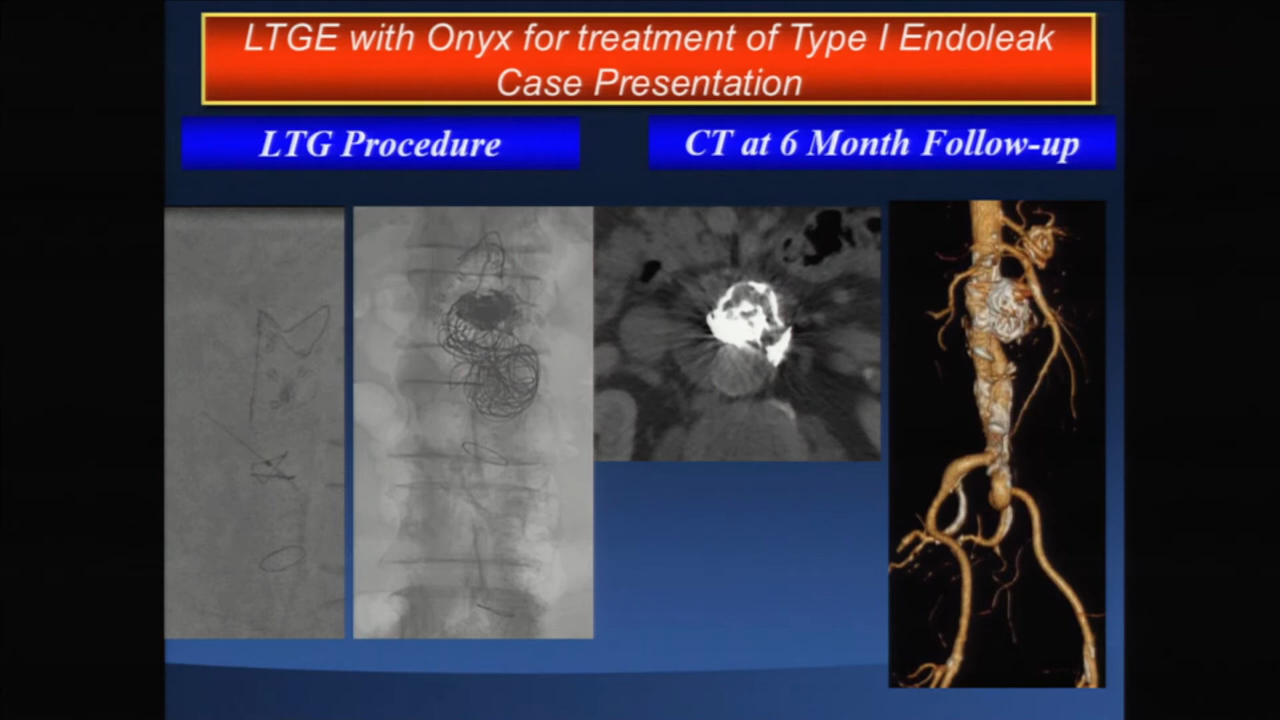 LTGE with Onyx for treatment of Type I Endoleak
Case Presentation
LTG Procedure
CT at 6 Month Follow-up